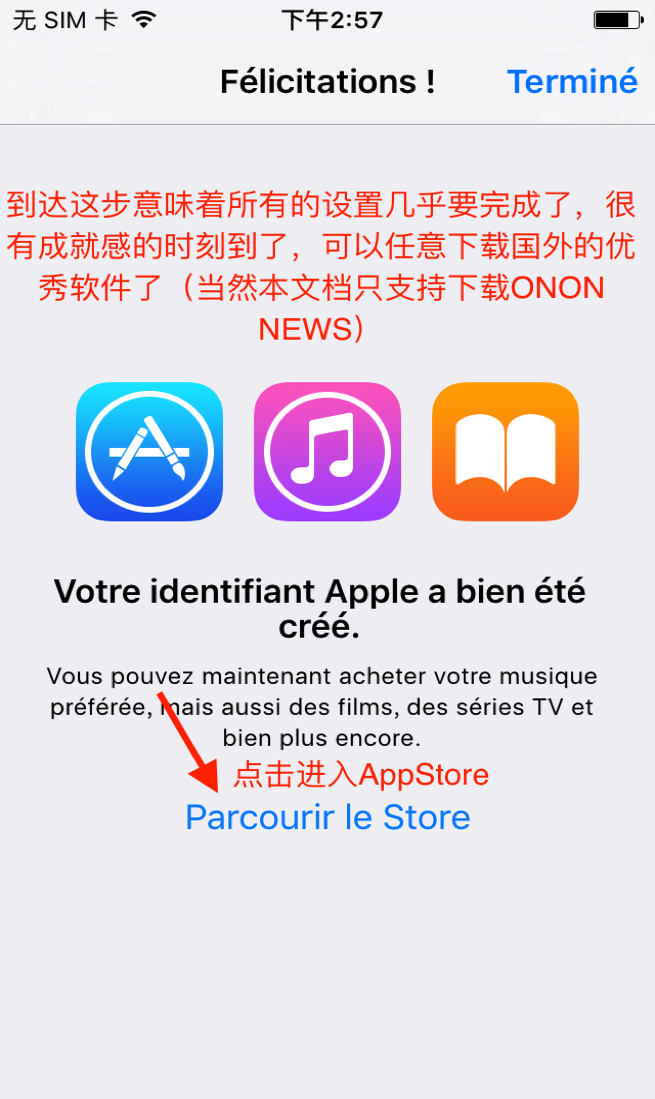 无 SIM 卡 下午2:57
Félicitations ! Terminé
到达这步意味着所有的设置几乎要完成了，很
有成就感的时刻到了，可以任意下载国外的优
秀软件了（当然本文档只支持下载ONON
NEWS）
Votre identifiant Apple a bien été
créé.
Vous pouvez maintenant acheter votre musique
préférée, mais aussi des films, des séries TV et
bien plus encore.
点击进入AppStore
Parcourir le Store